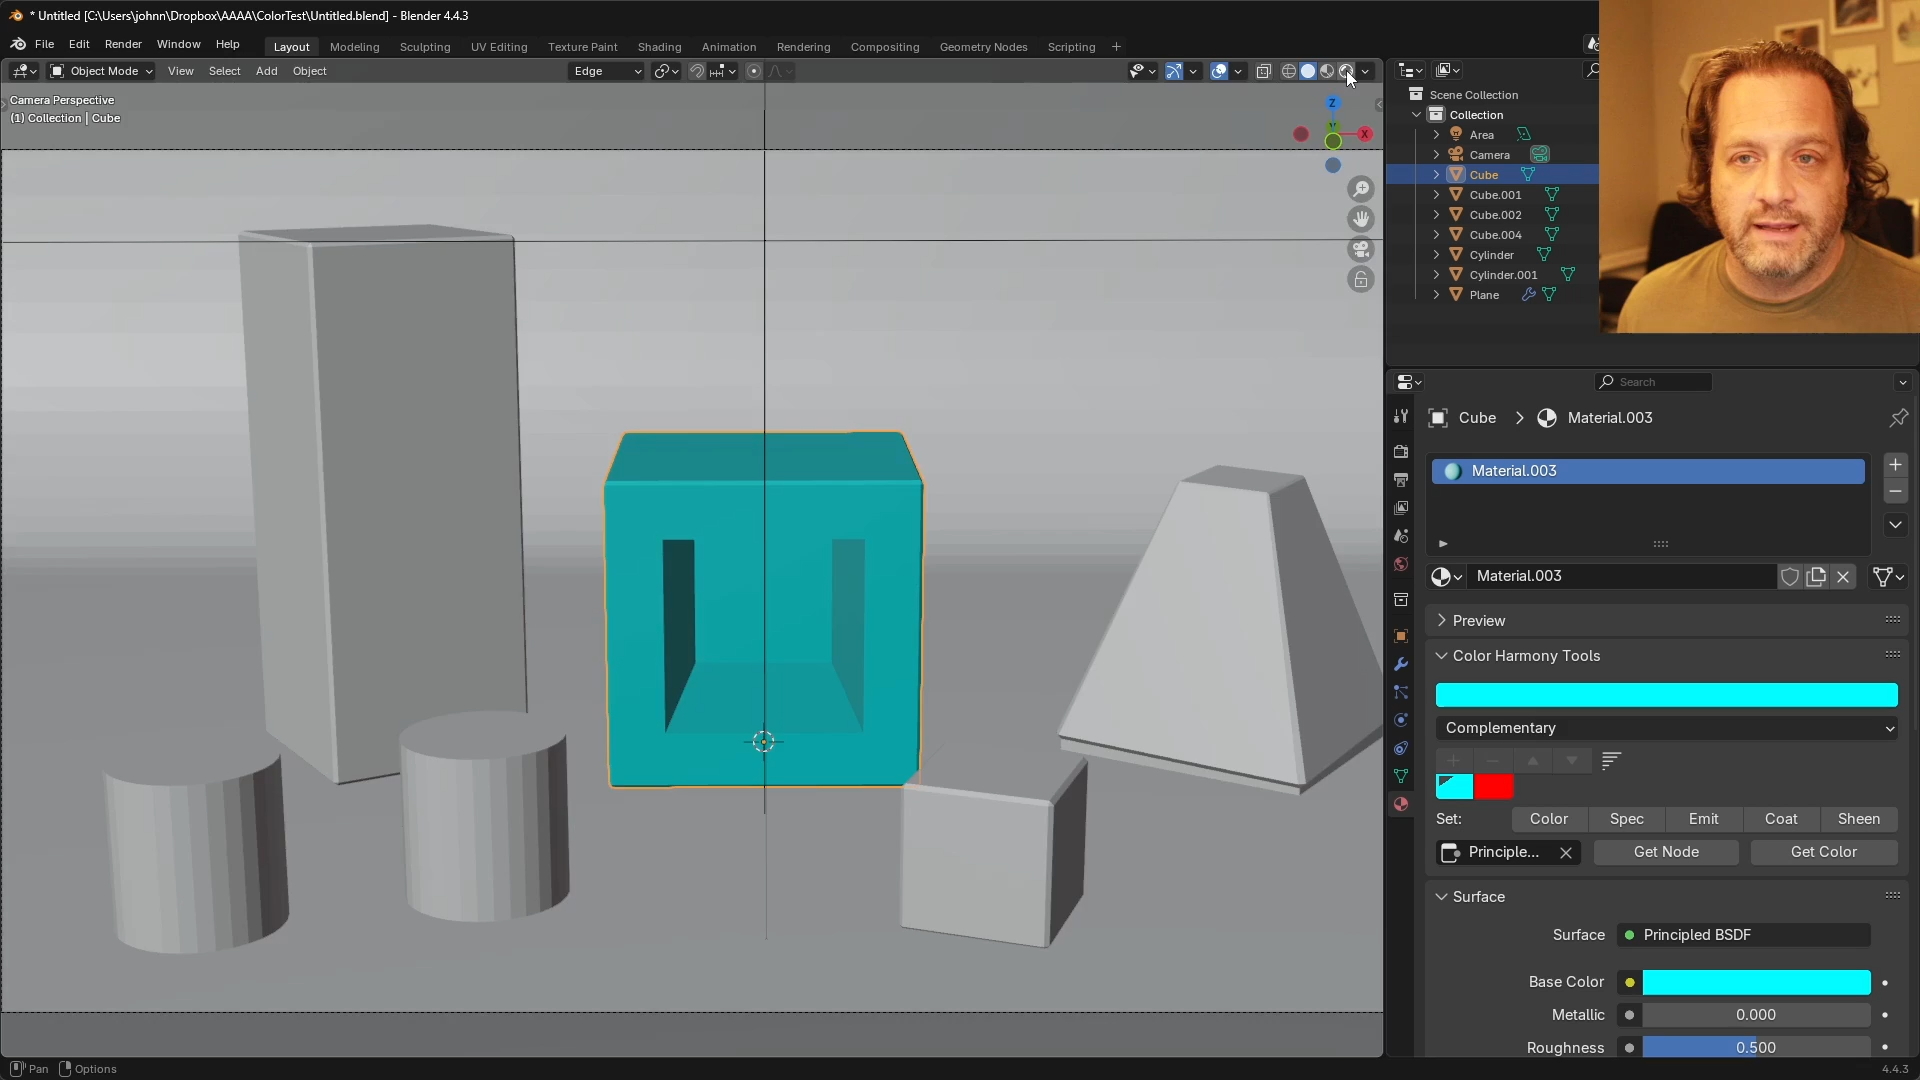 * Untitled [C:\Users\johnn\Dropbox\AAAA\ColorTest\Untitled.blend] - Blender 4.4.3
File Edit Render Window Help
Layout Modeling Sculpting UV Editing Texture Paint Shading Animation Rendering Compositing Geometry Nodes Scripting +
Object Mode View Select Add Object
Edge
Camera Perspective
(1) Collection | Cube
Z
X
Scene Collection
Collection
Area
Camera
Cube
Cube.001
Cube.002
Cube.004
Cylinder
Cylinder.001
Plane
Search
Cube > Material.003
Material.003
Material.003
Preview
Color Harmony Tools
Complementary
Set: Color Spec Emit Coat Sheen
Principle... Get Node Get Color
Surface
Surface Principled BSDF
Base Color
Metallic 0.000
Roughness 0.500
Pan Options
4.4.3